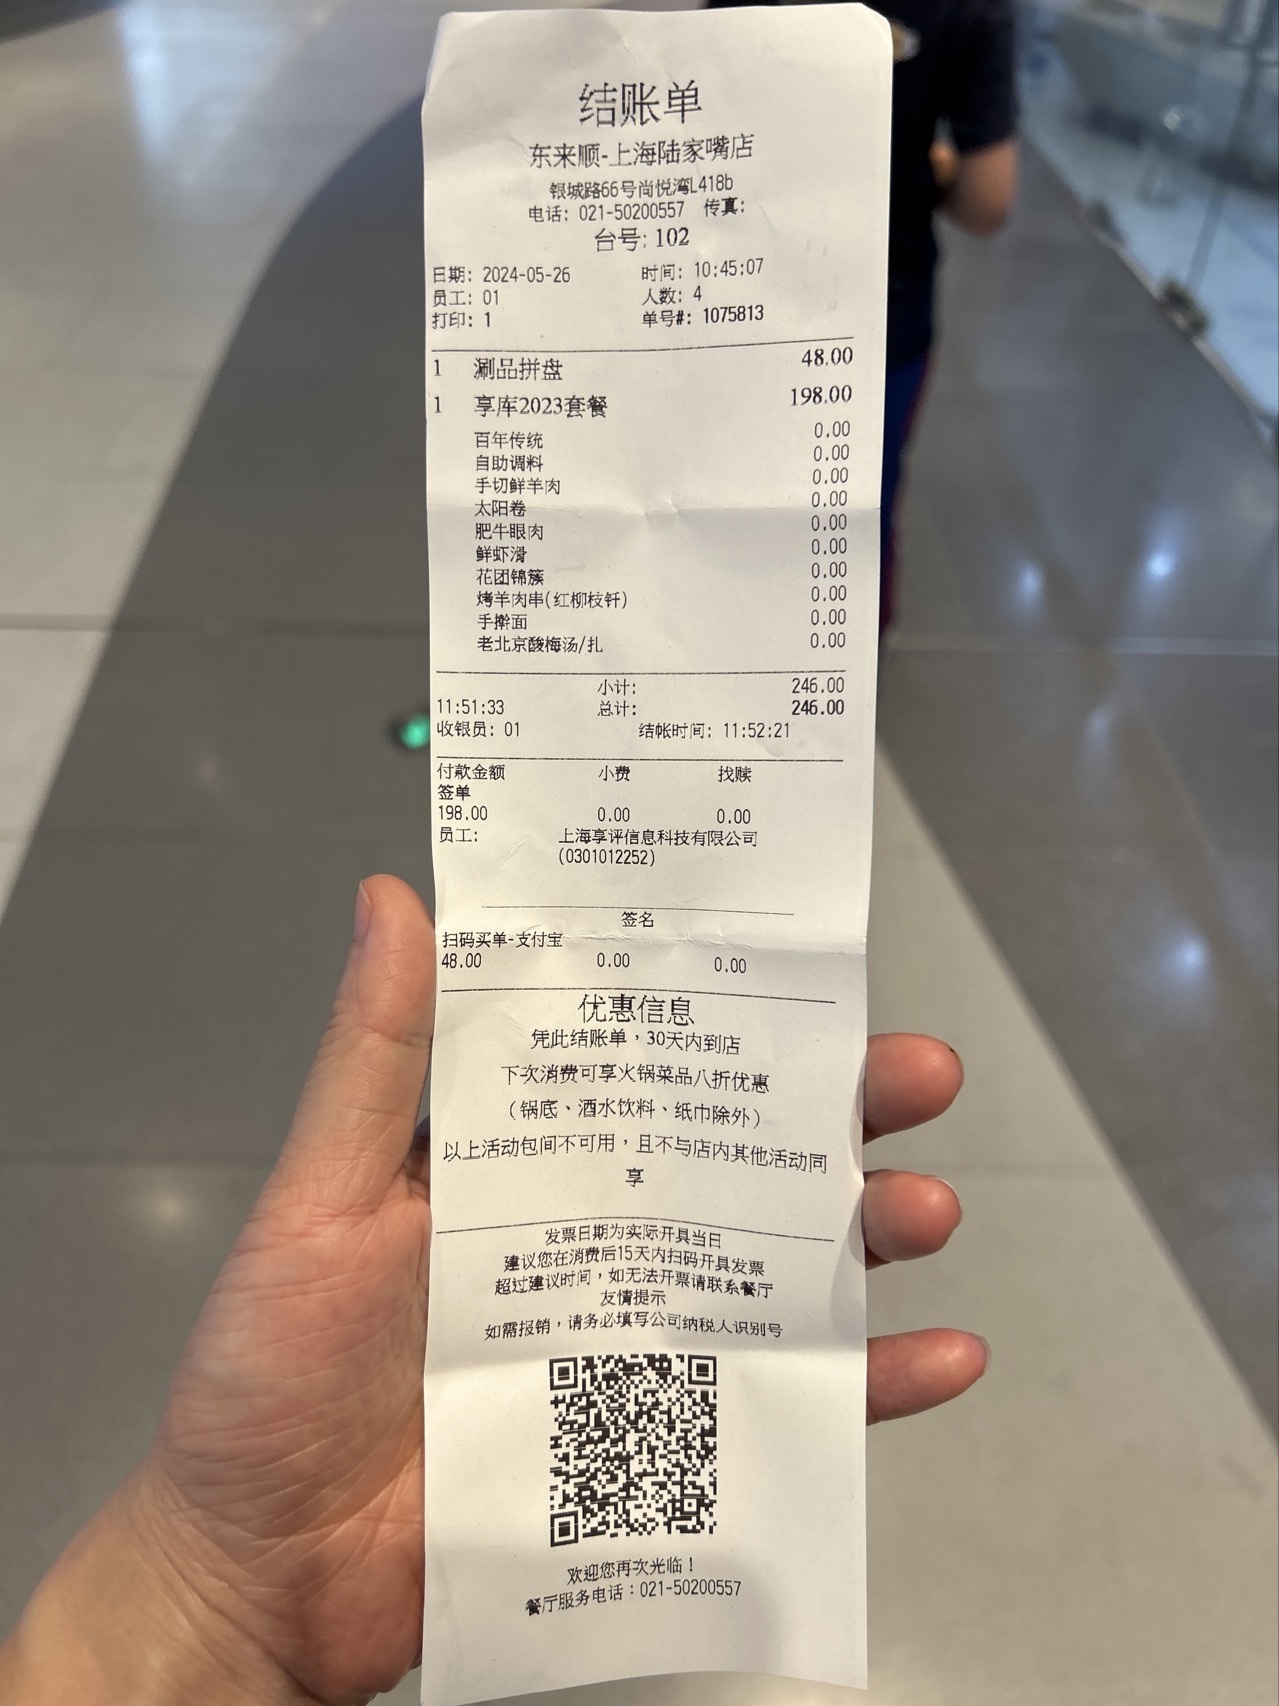 结账单
东来顺-上海陆家嘴店
银城路66号尚悦湾L418b
电话: 021-50200557 传真:
台号: 102
日期: 2024-05-26 时间: 10:45:07
员工: 01 人数: 4
打印: 1 单号#: 1075813
1 涮品拼盘 48.00
1 享库2023套餐 198.00
百年传统 0.00
自助调料 0.00
手切鲜羊肉 0.00
太阳卷 0.00
肥牛眼肉 0.00
鲜虾滑 0.00
花团锦簇 0.00
烤羊肉串(红柳枝钎) 0.00
手擀面 0.00
老北京酸梅汤/扎 0.00
小计: 246.00
11:51:33 总计: 246.00
收银员: 01 结帐时间: 11:52:21
付款金额 小费 找赎
签单
198.00 0.00 0.00
员工: 上海享评信息科技有限公司
(0301012252)
签名
扫码买单-支付宝
48.00 0.00 0.00
优惠信息
凭此结账单，30天内到店
下次消费可享火锅菜品八折优惠
（锅底、酒水饮料、纸巾除外）
以上活动包间不可用，且不与店内其他活动同
享
发票日期为实际开具当日
建议您在消费后15天内扫码开具发票
超过建议时间，如无法开票请联系餐厅
友情提示
如需报销，请务必填写公司纳税人识别号
欢迎您再次光临！
餐厅服务电话：021-50200557